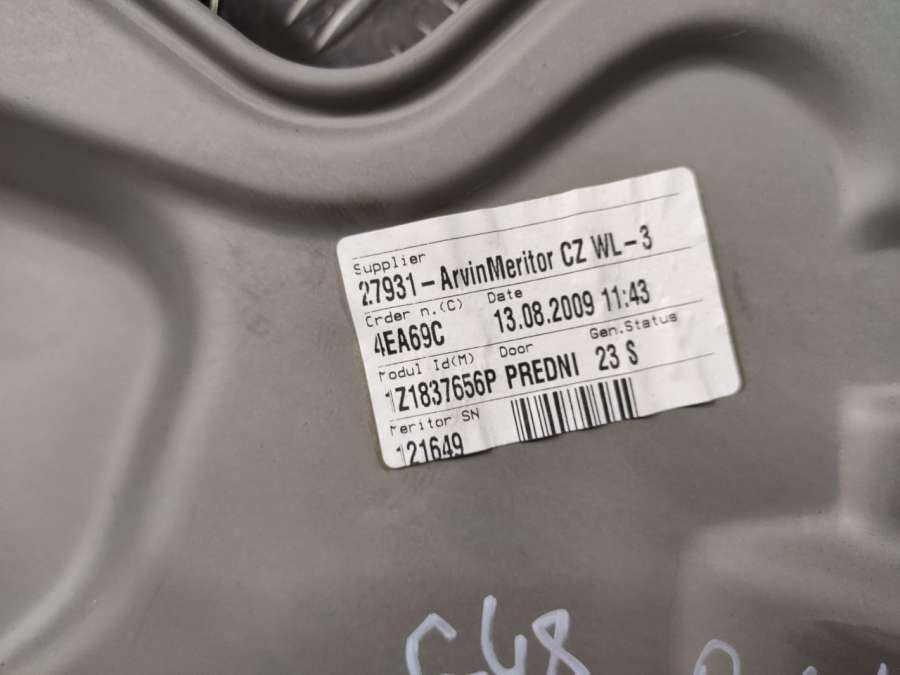 Supplier
27931-ArvinMeritor CZ WL-3
Order n.(C) Date
4EA69C 13.08.2009 11:43
Modul Id(M) Door Gen.Status
1Z1837656P PREDNI 23 S
Meritor SN
121649